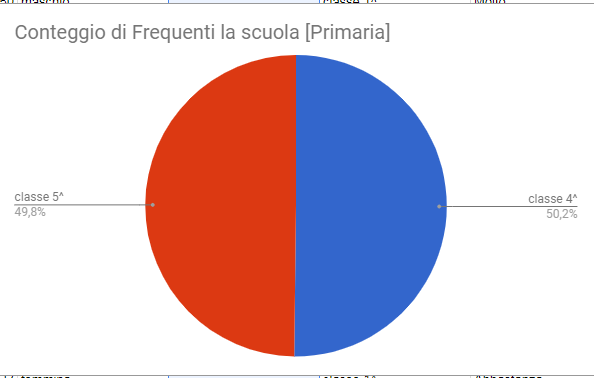 Conteggio di Frequenti la scuola [Primaria]
classe 5^
49,8%
classe 4^
50,2%